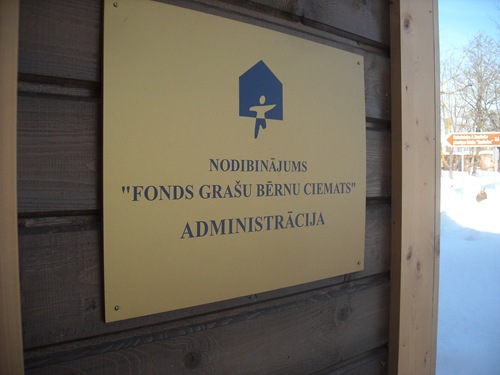 NODIBINĀJUMS
"FONDS GRAŠU BĒRNU CIEMATS"
ADMINISTRĀCIJA